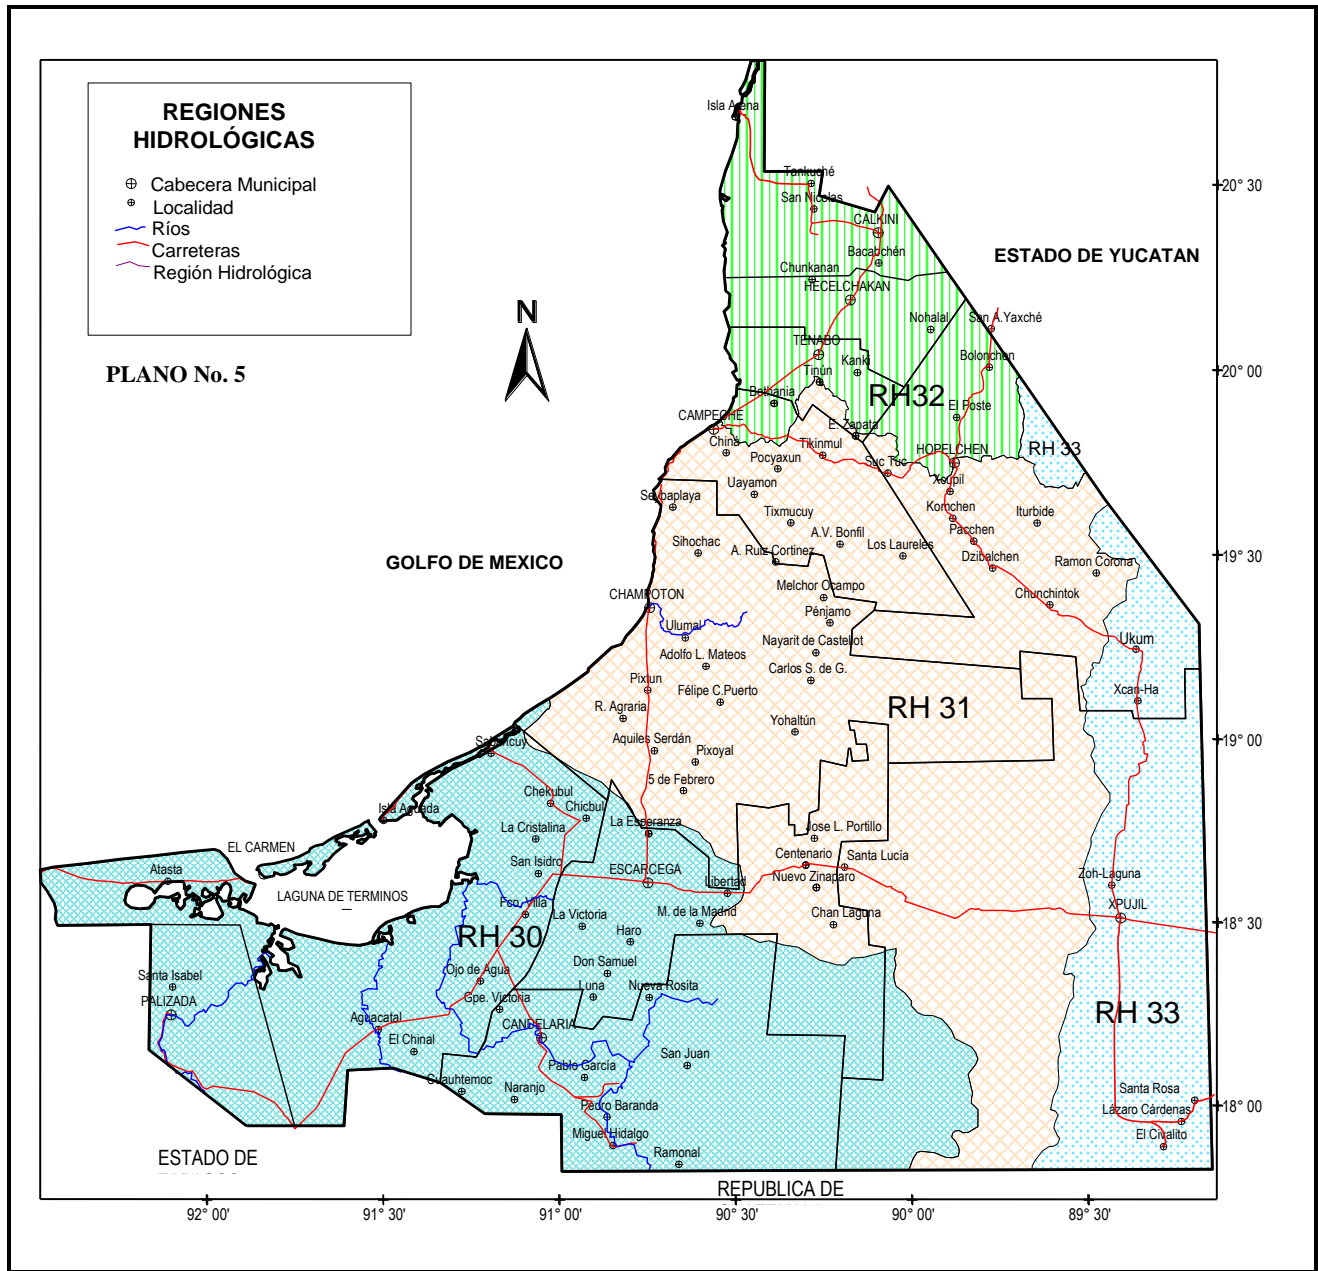 REGIONES
HIDROLÓGICAS
Cabecera Municipal
Localidad
Ríos
Carreteras
Región Hidrológica
PLANO No. 5
N
ESTADO DE YUCATAN
GOLFO DE MEXICO
Isla Arena
Tankuché
San Nicolas
CALKINI
Bacabchén
Chunkanan
HECELCHAKAN
Nohalal
San A.Yaxché
TENABO
Kanki
Bolonchen
Tinún
Bethania
RH32
El Poste
CAMPECHE
E. Zapata
Chiná
Tikinmul
HOPELCHEN
RH 33
Pocyaxun
Suc Tuc
Xcupil
Uayamon
Seybaplaya
Komchen
Iturbide
Tixmucuy
Pacchen
A.V. Bonfil
Sihochac
A. Ruiz Cortinez
Los Laureles
Dzibalchen
Ramon Corona
Melchor Ocampo
CHAMPOTON
Chunchintok
Pénjamo
Ulumal
Nayarit de Castellot
Ukum
Adolfo L. Mateos
Carlos S. de G.
Pixtun
Félipe C.Puerto
Xcan-Ha
R. Agraria
RH 31
Yohaltún
Sabancuy
Aquiles Serdán
Pixoyal
5 de Febrero
Chekubul
Isla Aguada
Chicbul
La Cristalina
La Esperanza
Jose L. Portillo
EL CARMEN
San Isidro
Centenario
Santa Lucía
Atasta
ESCARCEGA
Libertad
Nuevo Zinaparo
Zoh-Laguna
LAGUNA DE TERMINOS
Fco. Villa
La Victoria
M. de la Madrid
Chan Laguna
XPUJIL
RH 30
Haro
Santa Isabel
Ojo de Agua
Don Samuel
Luna
Nueva Rosita
PALIZADA
Gpe. Victoria
RH 33
Aguacatal
CANDELARIA
El Chinal
Pablo García
San Juan
Cuauhtemoc
Naranjo
Santa Rosa
Pedro Baranda
Lázaro Cárdenas
Miguel Hidalgo
El Civalito
Ramonal
ESTADO DE
REPUBLICA DE
20° 30'
20° 00'
19° 30'
19° 00'
18° 30'
18° 00'
92° 00'
91° 30'
91° 00'
90° 30'
90° 00'
89° 30'